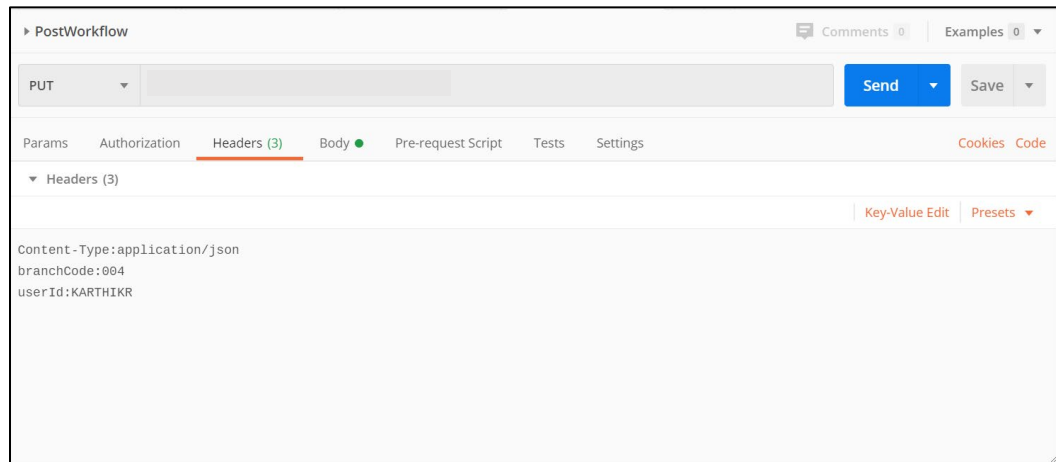 PostWorkflow
Comments 0
Examples 0
PUT
Send
Save
Params Authorization Headers (3) Body Pre-request Script Tests Settings Cookies Code
Headers (3)
Key-Value Edit Presets
Content-Type:application/json
branchCode:004
userId:KARTHIKR